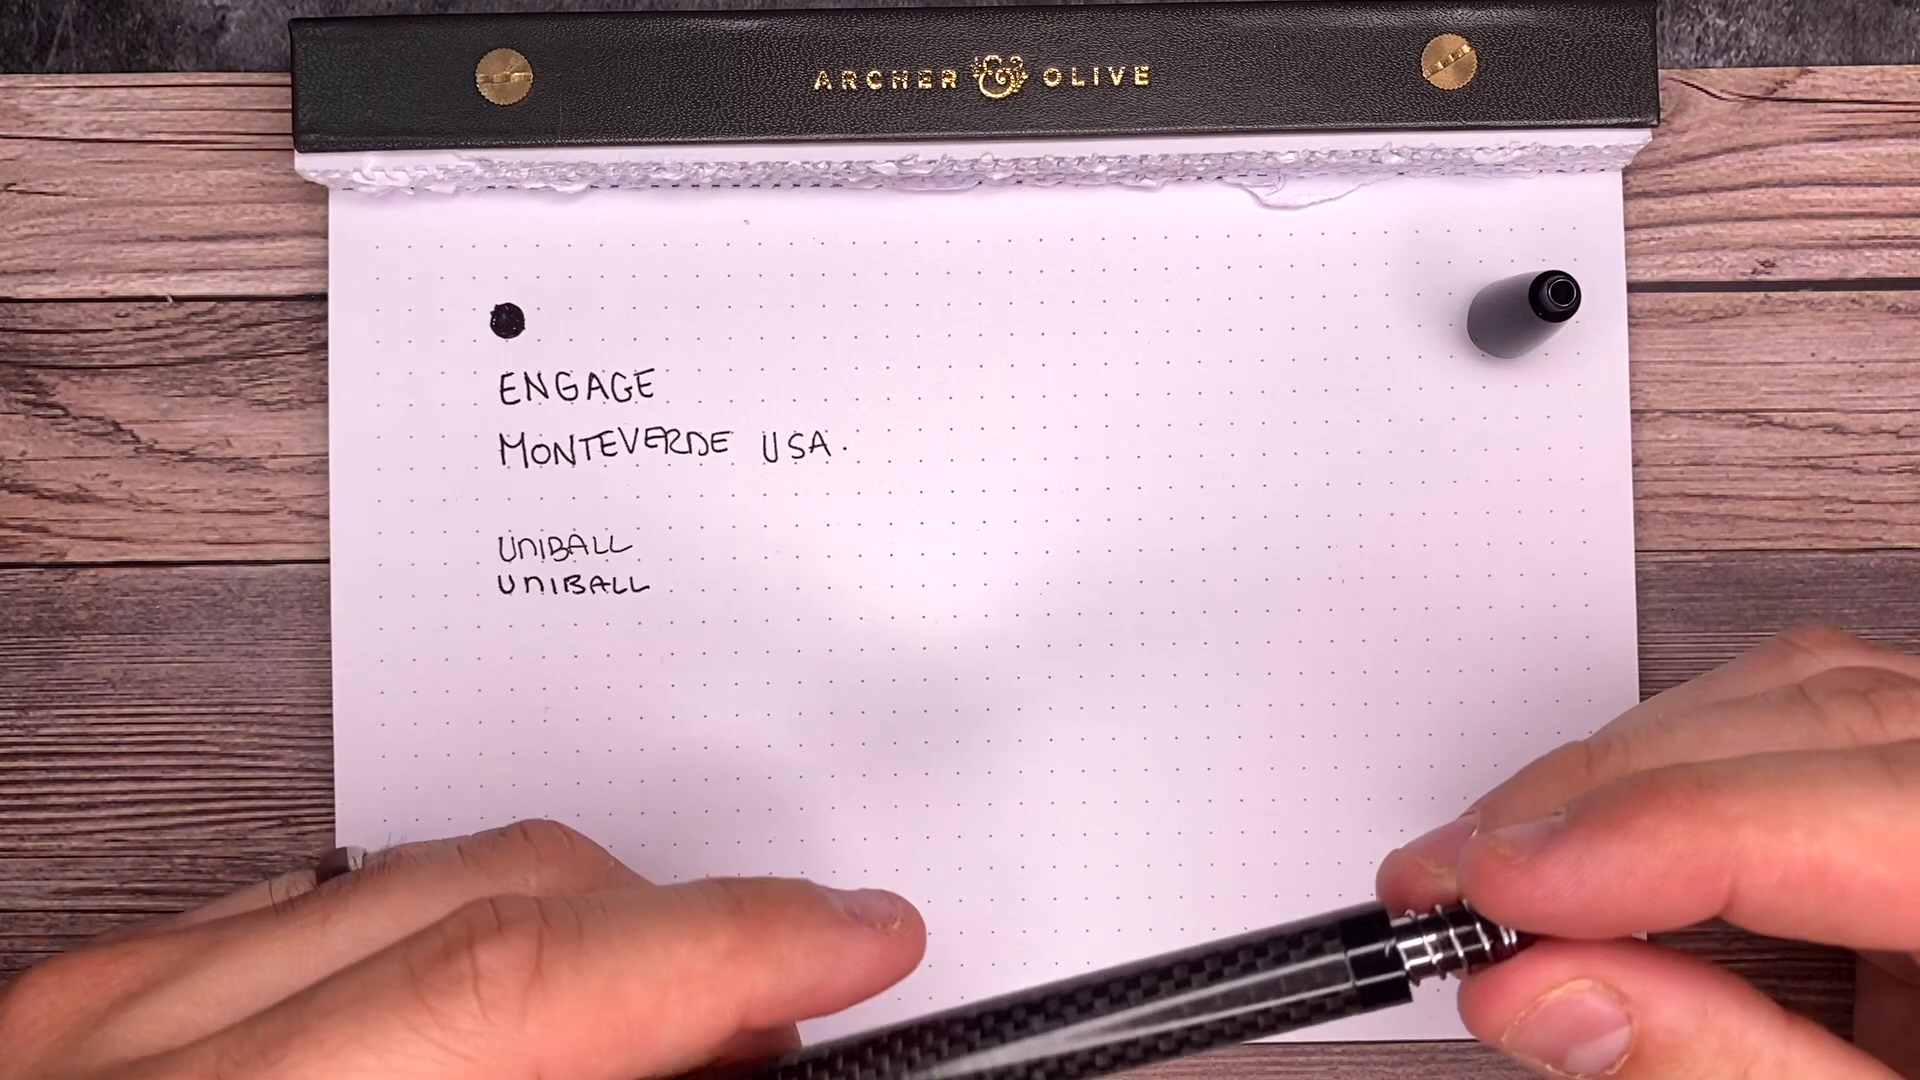 ARCHER & OLIVE
ENGAGE
MONTEVERDE USA.
UNIBALL
UNIBALL